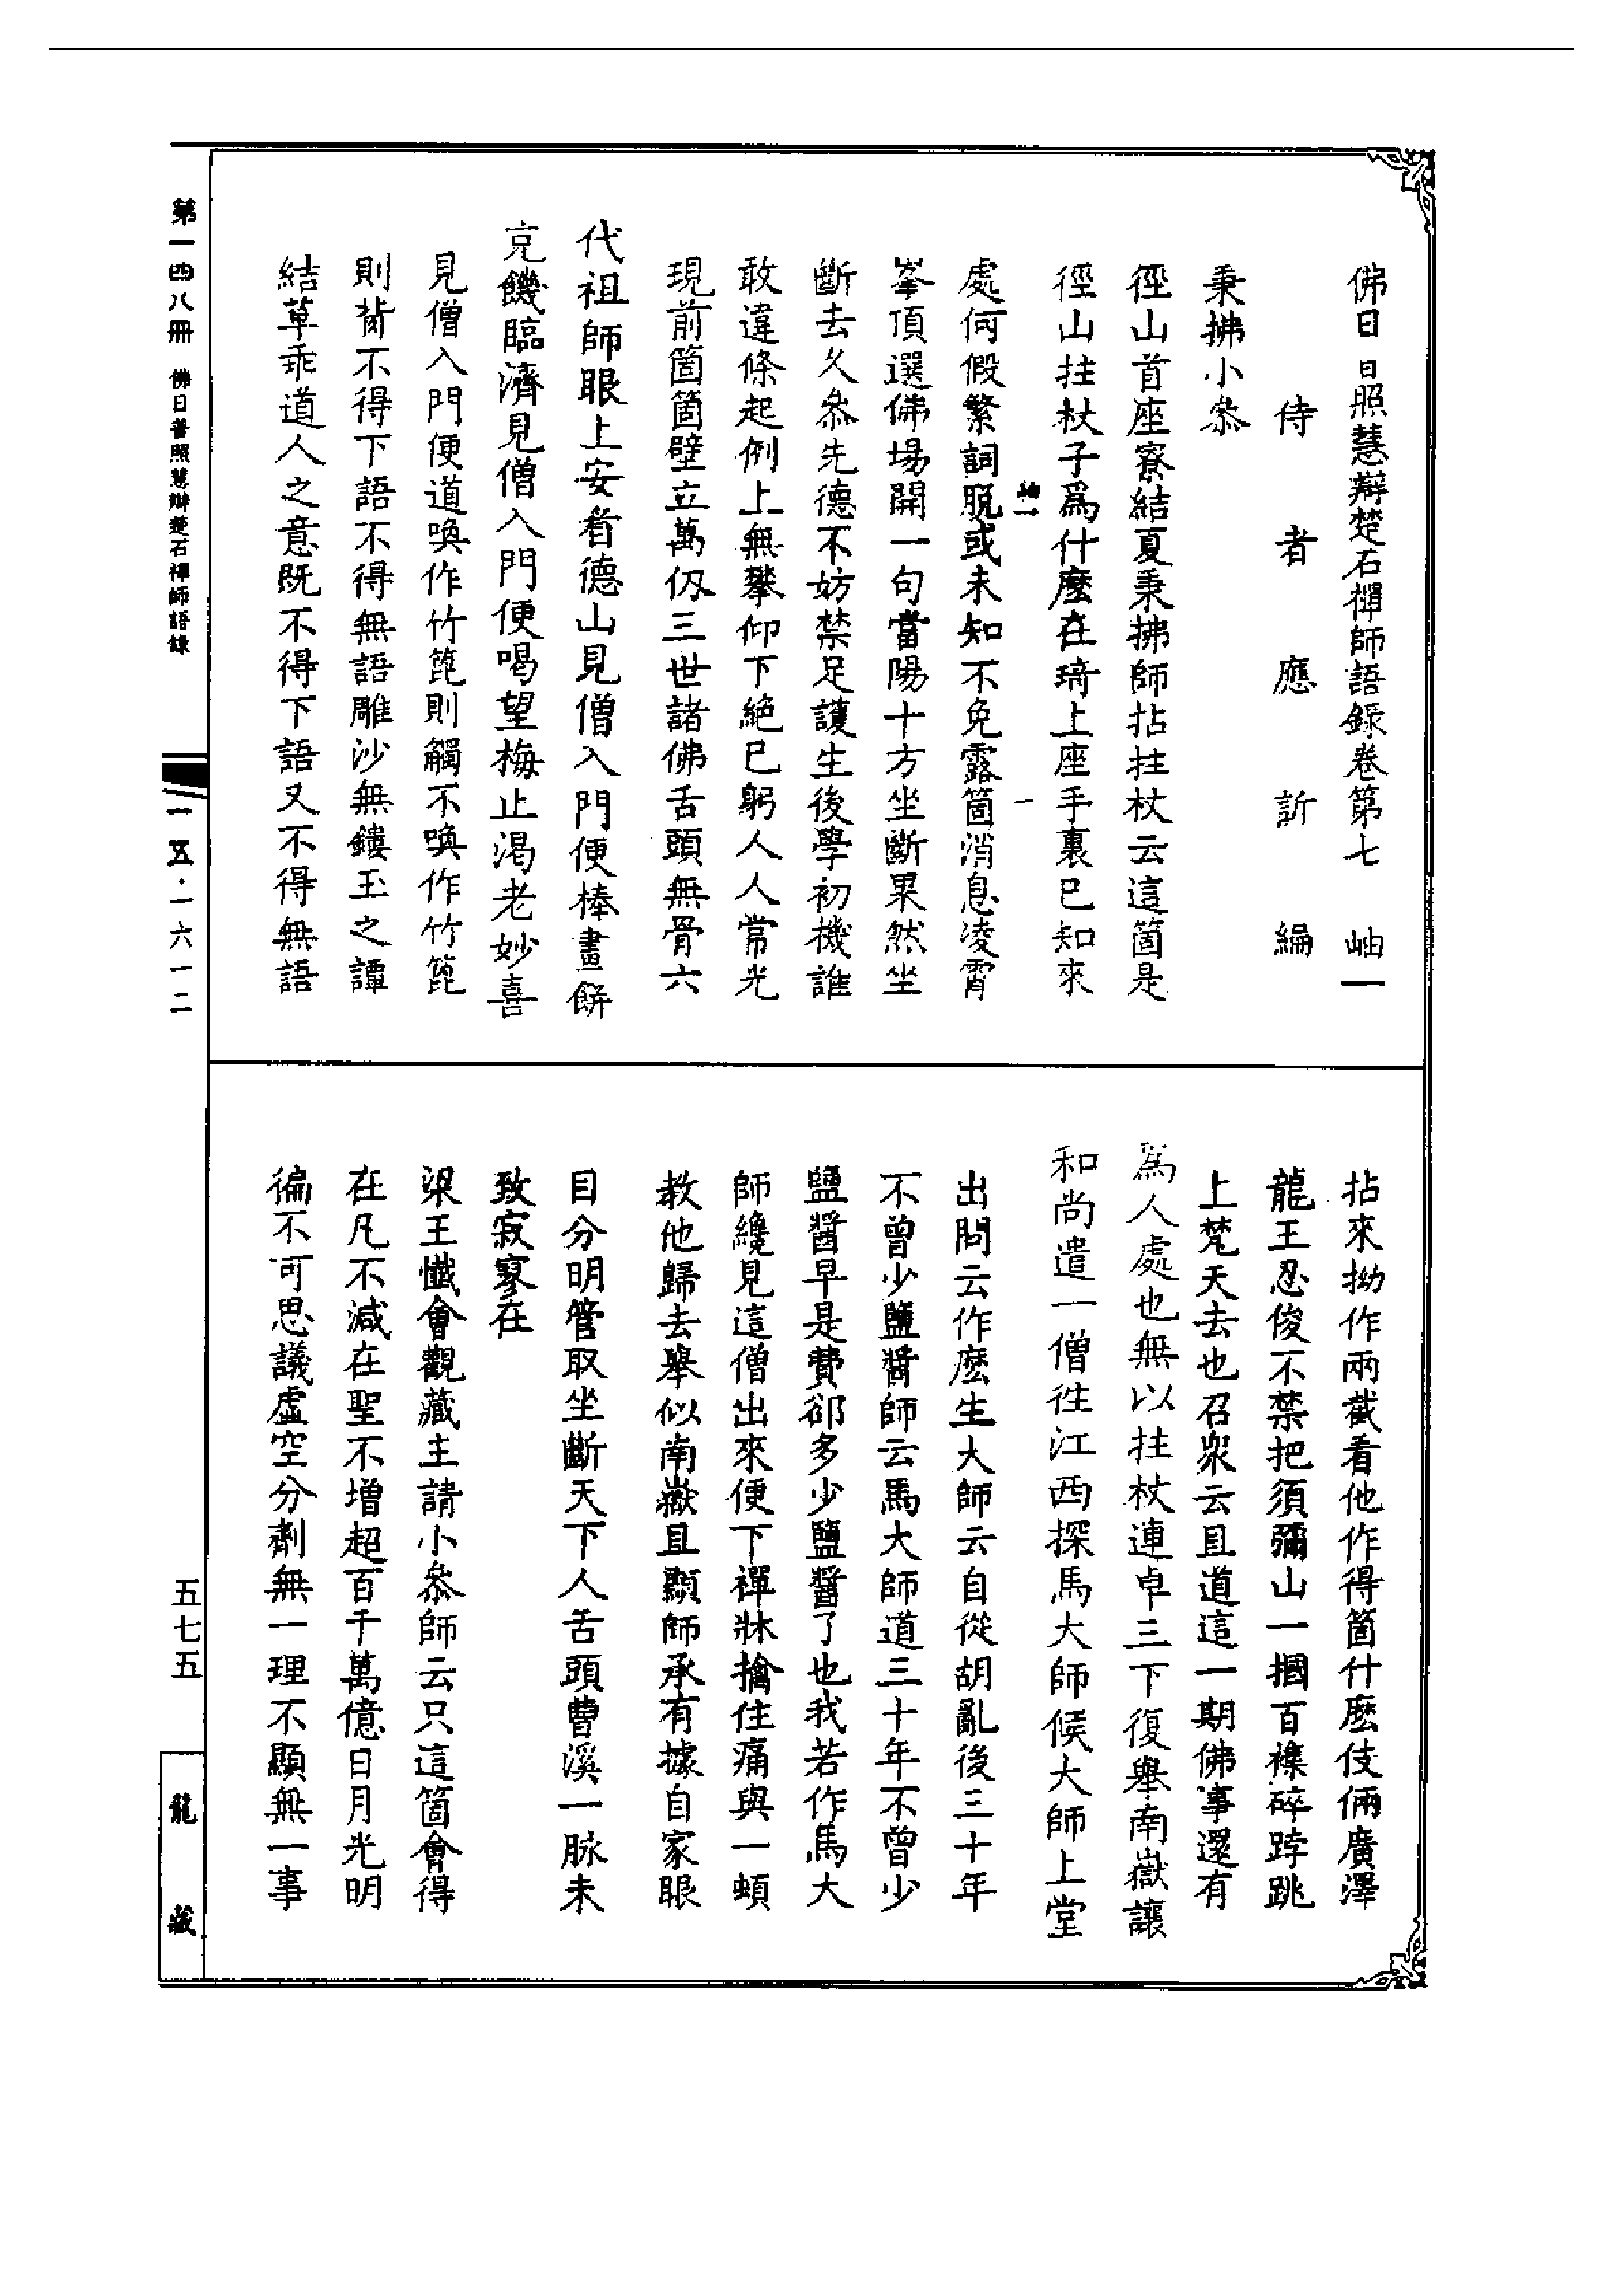 佛日日照慧辯楚石禪師語錄卷第七　岫一
侍者應訢編
秉拂小叅
徑山首座寮結夏秉拂師拈拄杖云這箇是
徑山拄杖子爲什麼在琦上座手裏已知來
處何假繁詞脫或未知不免露箇消息凌霄
峯頂選佛場開一句當陽十方坐斷果然坐
斷去久叅先德不妨禁足護生後學初機誰
敢違條起例上無攀仰下絕已躬人人常光
現前箇箇壁立萬仞三世諸佛舌頭無骨六
代祖師眼上安眉德山見僧入門便棒畫餅
充饑臨濟見僧入門便喝望梅止渴老妙喜
見僧入門便道喚作竹篦則觸不喚作竹篦
則背不得下語不得無語雕沙無鏤玉之譚
結草乖道人之意既不得下語又不得無語
拈來拗作兩截看他作得箇什麼伎倆廣澤
龍王忍俊不禁把須彌山一摑百襍碎踍跳
上梵天去也召衆云且道這一期佛事還有
爲人處也無以拄杖連卓三下復舉南嶽讓
和尚遣一僧往江西探馬大師候大師上堂
出問云作麼生大師云自從胡亂後三十年
不曾少鹽醬師云馬大師道三十年不曾少
鹽醬早是費卻多少鹽醬了也我若作馬大
師纔見這僧出來便下禪牀擒住痛與一頓
教他歸去舉似南嶽且顯師承有據自家眼
目分明管取坐斷天下人舌頭曹溪一脉未
致寂寥在
梁王懺會觀藏主請小叅師云只這箇會得
在凡不減在聖不增超百千萬億日月光明
徧不可思議虛空分劑無一理不顯無一事
第一四八冊　佛日普照慧辯楚石禪師語錄
一五·一六一二
五七五
龍藏